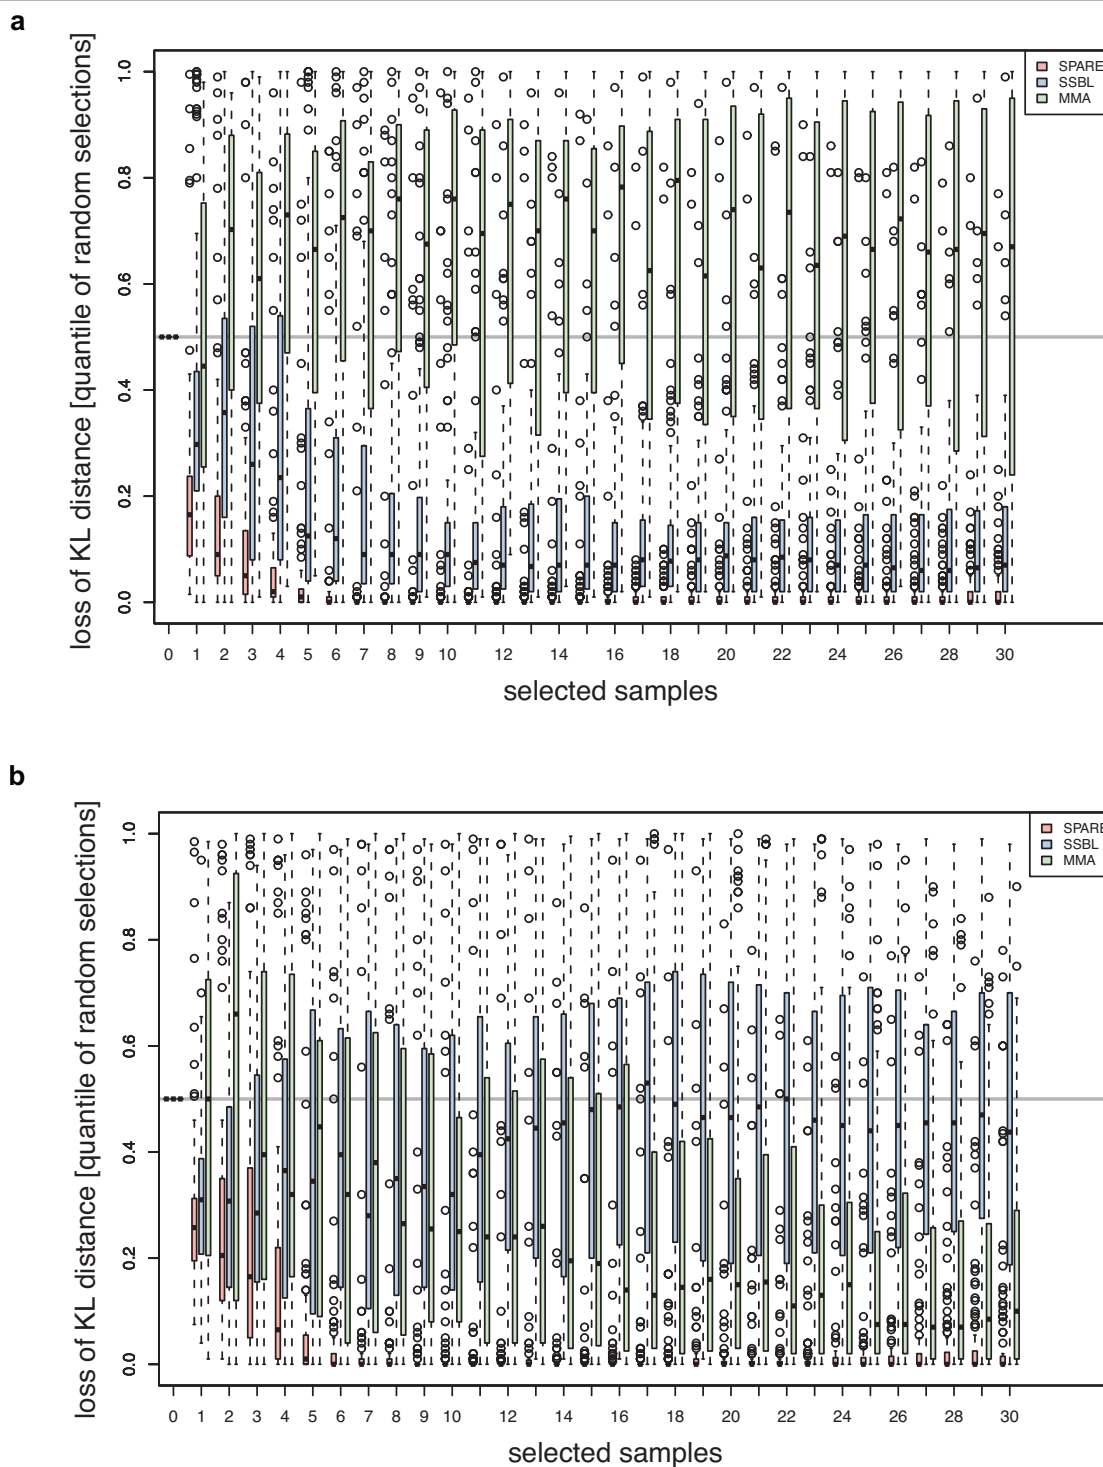 a
loss of KL distance [quantile of random selections]
1.0
0.8
0.6
0.4
0.2
0.0
SPARE
SSBL
MMA
0 1 2 3 4 5 6 7 8 9 10 12 14 16 18 20 22 24 26 28 30
selected samples
b
loss of KL distance [quantile of random selections]
1.0
0.8
0.6
0.4
0.2
0.0
SPARE
SSBL
MMA
0 1 2 3 4 5 6 7 8 9 10 12 14 16 18 20 22 24 26 28 30
selected samples